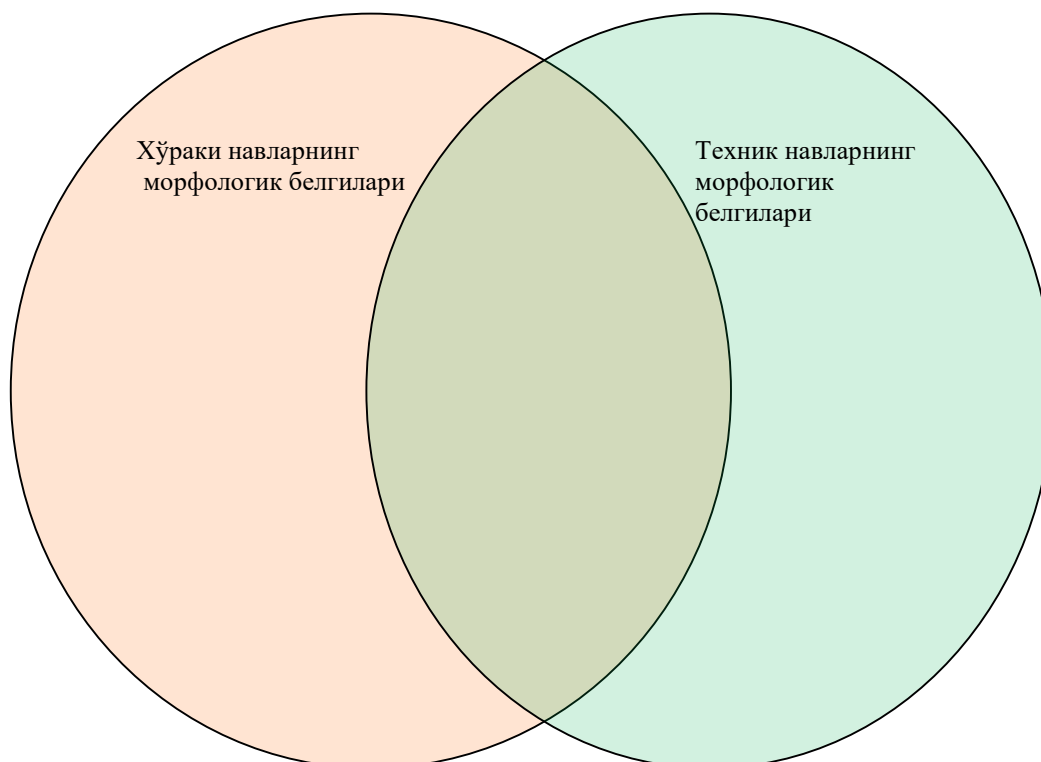 Хўраки навларнинг
морфологик белгилари
Техник навларнинг
морфологик
белгилари